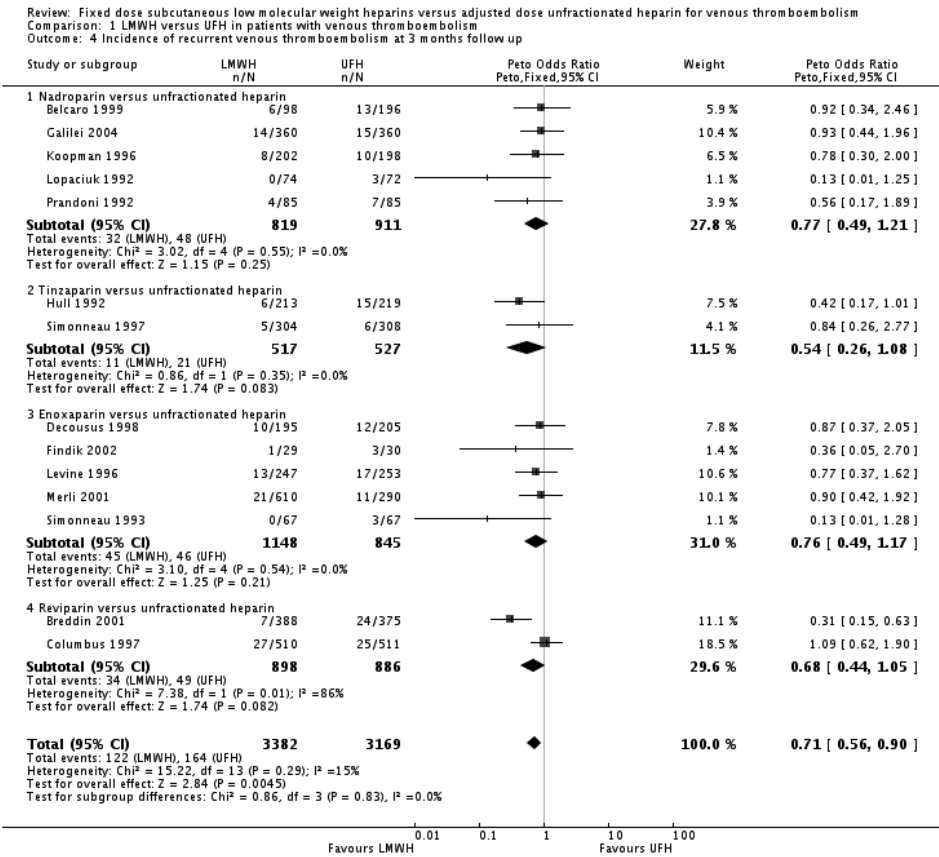 Review: Fixed dose subcutaneous low molecular weight heparins versus adjusted dose unfractionated heparin for venous thromboembolism
Comparison: 1 LMWH versus UFH in patients with venous thromboembolism
Outcome: 4 Incidence of recurrent venous thromboembolism at 3 months follow up
Study or subgroup LMWH UFH Peto Odds Ratio Weight Peto Odds Ratio
n/N n/N Peto,Fixed,95% CI Peto,Fixed,95% CI
1 Nadroparin versus unfractionated heparin
Belcaro 1999 6/98 13/196 5.9 % 0.92 [ 0.34, 2.46 ]
Galilei 2004 14/360 15/360 10.4 % 0.93 [ 0.44, 1.96 ]
Koopman 1996 8/202 10/198 6.5 % 0.78 [ 0.30, 2.00 ]
Lopaciuk 1992 0/74 3/72 1.1 % 0.13 [ 0.01, 1.25 ]
Prandoni 1992 4/85 7/85 3.9 % 0.56 [ 0.17, 1.89 ]
Subtotal (95% CI) 819 911 27.8 % 0.77 [ 0.49, 1.21 ]
Total events: 32 (LMWH), 48 (UFH)
Heterogeneity: Chi² = 3.02, df = 4 (P = 0.55); I² =0.0%
Test for overall effect: Z = 1.15 (P = 0.25)
2 Tinzaparin versus unfractionated heparin
Hull 1992 6/213 15/219 7.5 % 0.42 [ 0.17, 1.01 ]
Simonneau 1997 5/304 6/308 4.1 % 0.84 [ 0.26, 2.77 ]
Subtotal (95% CI) 517 527 11.5 % 0.54 [ 0.26, 1.08 ]
Total events: 11 (LMWH), 21 (UFH)
Heterogeneity: Chi² = 0.86, df = 1 (P = 0.35); I² =0.0%
Test for overall effect: Z = 1.74 (P = 0.083)
3 Enoxaparin versus unfractionated heparin
Decousus 1998 10/195 12/205 7.8 % 0.87 [ 0.37, 2.05 ]
Findik 2002 1/29 3/30 1.4 % 0.36 [ 0.05, 2.70 ]
Levine 1996 13/247 17/253 10.6 % 0.77 [ 0.37, 1.62 ]
Merli 2001 21/610 11/290 10.1 % 0.90 [ 0.42, 1.92 ]
Simonneau 1993 0/67 3/67 1.1 % 0.13 [ 0.01, 1.28 ]
Subtotal (95% CI) 1148 845 31.0 % 0.76 [ 0.49, 1.17 ]
Total events: 45 (LMWH), 46 (UFH)
Heterogeneity: Chi² = 3.10, df = 4 (P = 0.54); I² =0.0%
Test for overall effect: Z = 1.25 (P = 0.21)
4 Reviparin versus unfractionated heparin
Breddin 2001 7/388 24/375 11.1 % 0.31 [ 0.15, 0.63 ]
Columbus 1997 27/510 25/511 18.5 % 1.09 [ 0.62, 1.90 ]
Subtotal (95% CI) 898 886 29.6 % 0.68 [ 0.44, 1.05 ]
Total events: 34 (LMWH), 49 (UFH)
Heterogeneity: Chi² = 7.38, df = 1 (P = 0.01); I² =86%
Test for overall effect: Z = 1.74 (P = 0.082)
Total (95% CI) 3382 3169 100.0 % 0.71 [ 0.56, 0.90 ]
Total events: 122 (LMWH), 164 (UFH)
Heterogeneity: Chi² = 15.22, df = 13 (P = 0.29); I² =15%
Test for overall effect: Z = 2.84 (P = 0.0045)
Test for subgroup differences: Chi² = 0.86, df = 3 (P = 0.83), I² =0.0%
0.01 0.1 1 10 100
Favours LMWH Favours UFH